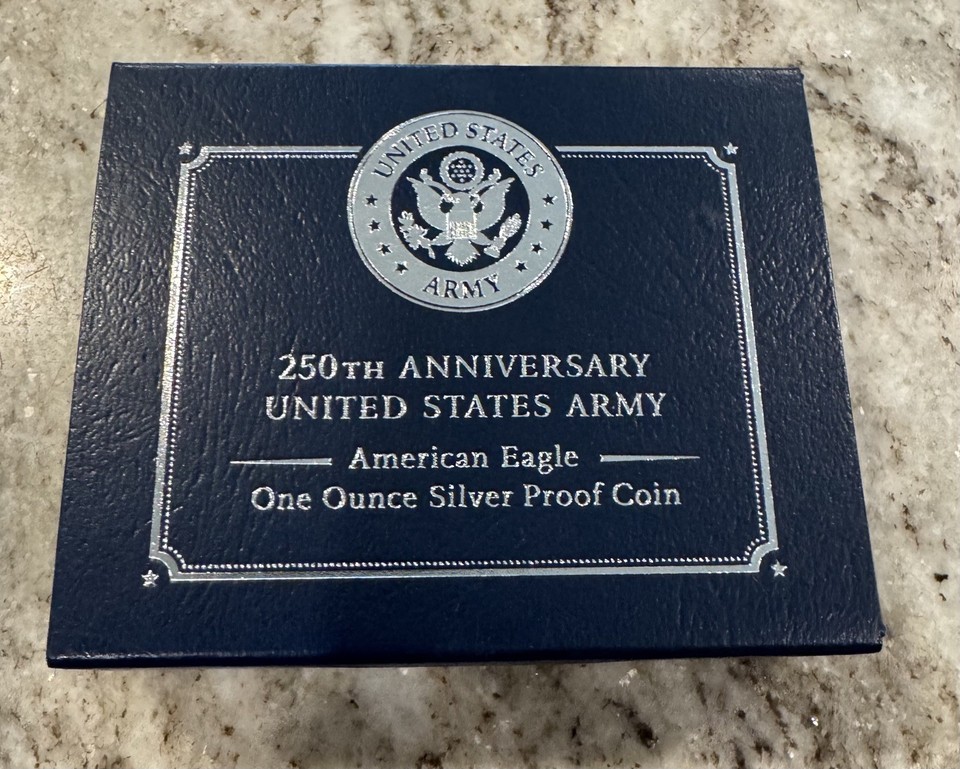 UNITED STATES
ARMY
250TH ANNIVERSARY
UNITED STATES ARMY
American Eagle
One Ounce Silver Proof Coin